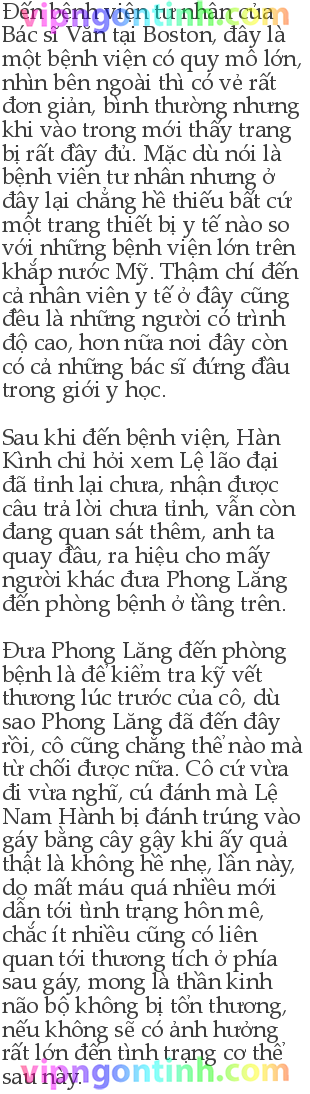 vipngontinh.com
Đến bệnh viện tư nhân của
Bác sĩ Văn tại Boston, đây là
một bệnh viện có quy mô lớn,
nhìn bên ngoài thì có vẻ rất
đơn giản, bình thường nhưng
khi vào trong mới thấy trang
bị rất đầy đủ. Mặc dù nói là
bệnh viên tư nhân nhưng ở
đây lại chẳng hề thiếu bất cứ
một trang thiết bị y tế nào so
với những bệnh viện lớn trên
khắp nước Mỹ. Thậm chí đến
cả nhân viên y tế ở đây cũng
đều là những người có trình
độ cao, hơn nữa nơi đây còn
có cả những bác sĩ đứng đầu
trong giới y học.
Sau khi đến bệnh viện, Hàn
Kình chỉ hỏi xem Lệ lão đại
đã tỉnh lại chưa, nhận được
câu trả lời chưa tỉnh, vẫn còn
đang quan sát thêm, anh ta
quay đầu, ra hiệu cho mấy
người khác đưa Phong Lăng
đến phòng bệnh ở tầng trên.
Đưa Phong Lăng đến phòng
bệnh là để kiểm tra kỹ vết
thương lúc trước của cô, dù
sao Phong Lăng đã đến đây
rồi, cô cũng chẳng thể nào mà
từ chối được nữa. Cô cứ vừa
đi vừa nghĩ, cú đánh mà Lệ
Nam Hành bị đánh trúng vào
gáy bằng cây gậy khi ấy quả
thật là không hề nhẹ, lần này,
do mất máu quá nhiều mới
dẫn tới tình trạng hôn mê,
chắc ít nhiều cũng có liên
quan tới thương tích ở phía
sau gáy, mong là thần kinh
não bộ không bị tổn thương,
nếu không sẽ có ảnh hưởng
rất lớn đến tình trạng cơ thể
sau này.
vipngontinh.com